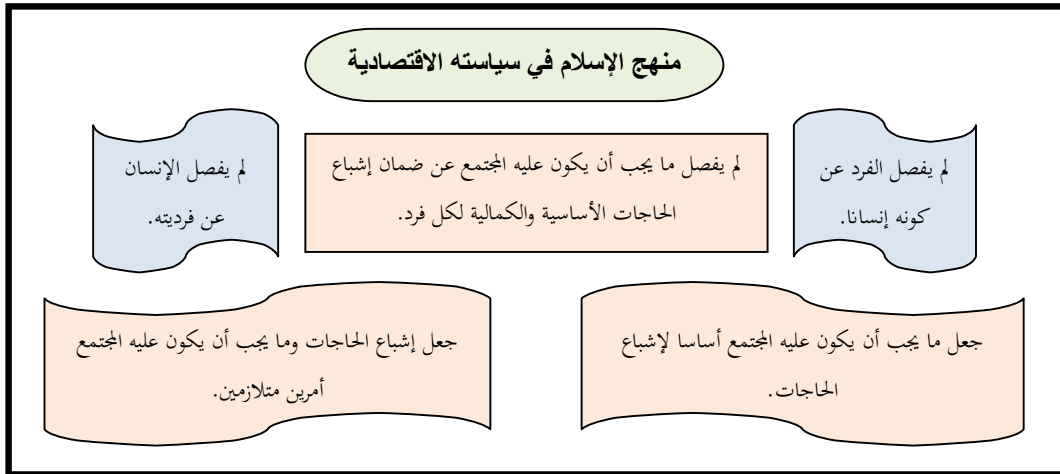 منهج الإسلام في سياسته الاقتصادية
لم يفصل الفرد عن
كونه إنسانا.
لم يفصل ما يجب أن يكون عليه المجتمع عن ضمان إشباع
الحاجات الأساسية والكمالية لكل فرد.
لم يفصل الإنسان
عن فرديته.
جعل ما يجب أن يكون عليه المجتمع أساسا لإشباع
الحاجات.
جعل إشباع الحاجات وما يجب أن يكون عليه المجتمع
أمرين متلازمين.